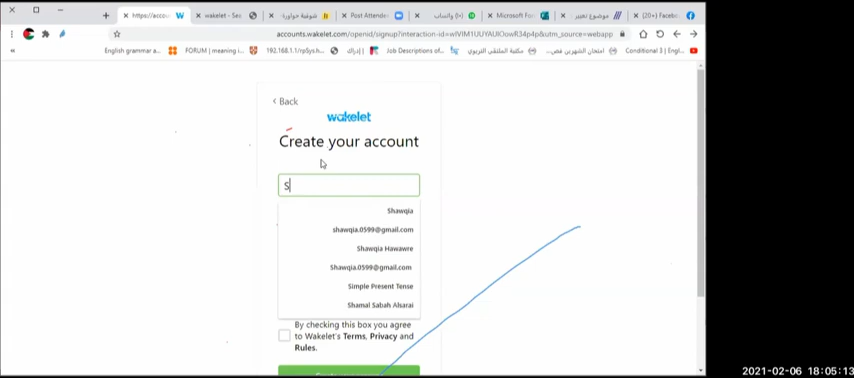 https://accou
wakelet - Sea
شوقية حوارية
Post Attende
(١٠) واتساب
Microsoft Fo
موضوع تعبير
(20+) Facebo
accounts.wakelet.com/openid/signup?interaction-id=
&utm_source=webapp
English grammar a...
FORUM | meaning i...
192.168.1.1/rpSys.h...
إدراك |
Job Descriptions of...
مكتبة الملتقى التربوي
امتحان الشهرين فصـ...
Conditional 3 | Engl...
< Back
wakelet
Create your account
S
Shawqia
shawqia.0599@gmail.com
Shawqia Hawawre
Shawqia.0599@gmail.com
Simple Present Tense
Shamal Sabah Alsarai
By checking this box you agree
to Wakelet's Terms, Privacy and
Rules.
2021-02-06 18:05:13